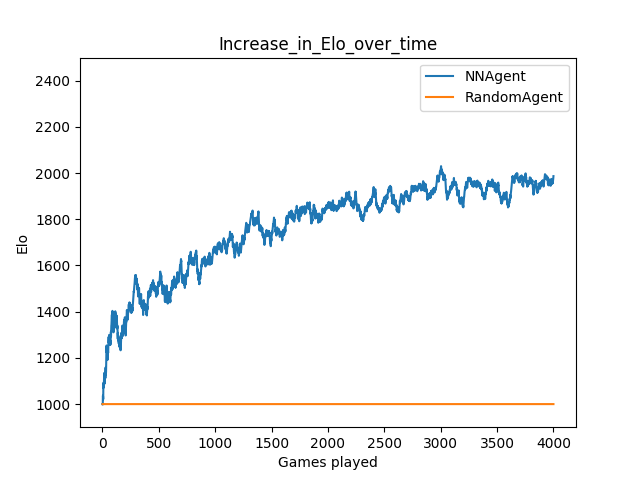 Increase_in_Elo_over_time
NNAgent
RandomAgent
2400
2200
2000
1800
1600
1400
1200
1000
Elo
0 500 1000 1500 2000 2500 3000 3500 4000
Games played